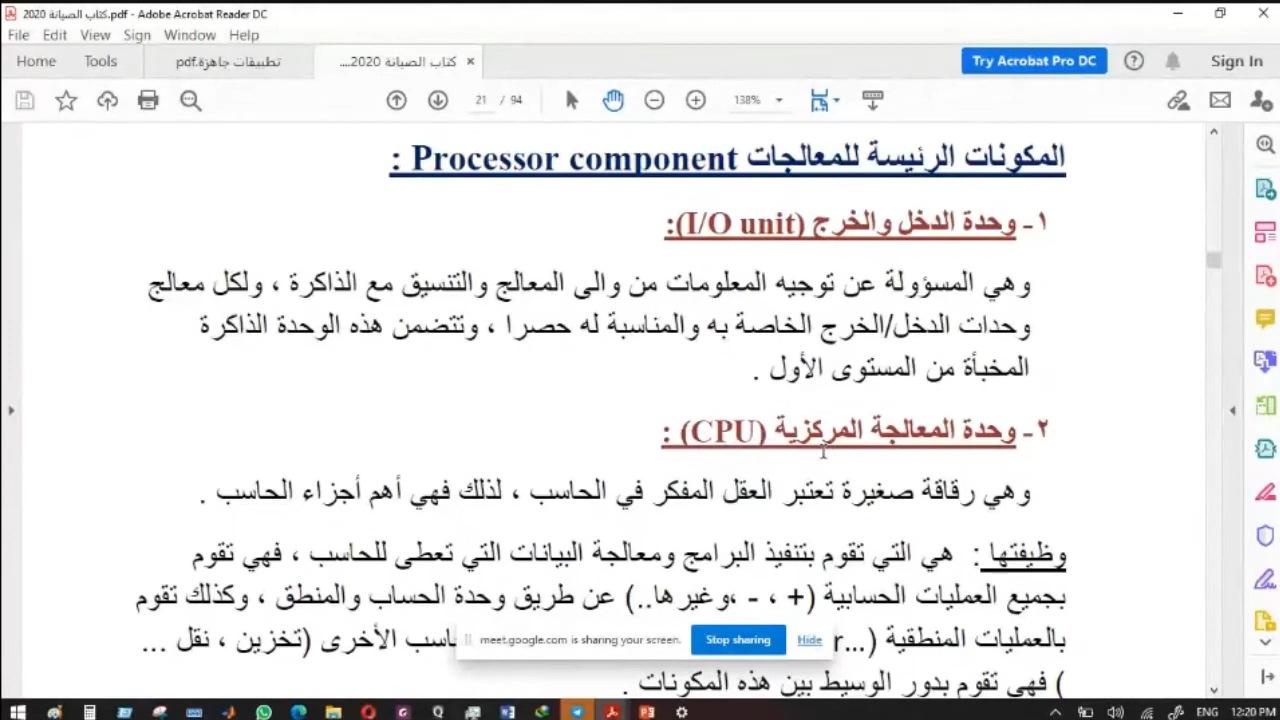 كتاب الصيانة 2020.pdf - Adobe Acrobat Reader DC
File Edit View Sign Window Help
Home Tools تطبيقات جاهزة.pdf كتاب الصيانة 2020.... ×
Try Acrobat Pro DC Sign In
21 / 94 138%
المكونات الرئيسة للمعالجات Processor component :
١- وحدة الدخل والخرج (I/O unit):
وهي المسؤولة عن توجيه المعلومات من والى المعالج والتنسيق مع الذاكرة ، ولكل معالج
وحدات الدخل/الخرج الخاصة به والمناسبة له حصرا ، وتتضمن هذه الوحدة الذاكرة
المخبأة من المستوى الأول .
٢- وحدة المعالجة المركزية (CPU) :
وهي رقاقة صغيرة تعتبر العقل المفكر في الحاسب ، لذلك فهي أهم أجزاء الحاسب .
وظيفتها : هي التي تقوم بتنفيذ البرامج ومعالجة البيانات التي تعطى للحاسب ، فهي تقوم
بجميع العمليات الحسابية (+ ، - ،وغيرها..) عن طريق وحدة الحساب والمنطق ، وكذلك تقوم
بالعمليات المنطقية (...r اسب الأخرى (تخزين ، نقل ...
) فهي تقوم بدور الوسيط بين هذه المكونات .
meet.google.com is sharing your screen. Stop sharing Hide
ENG 12:20 PM